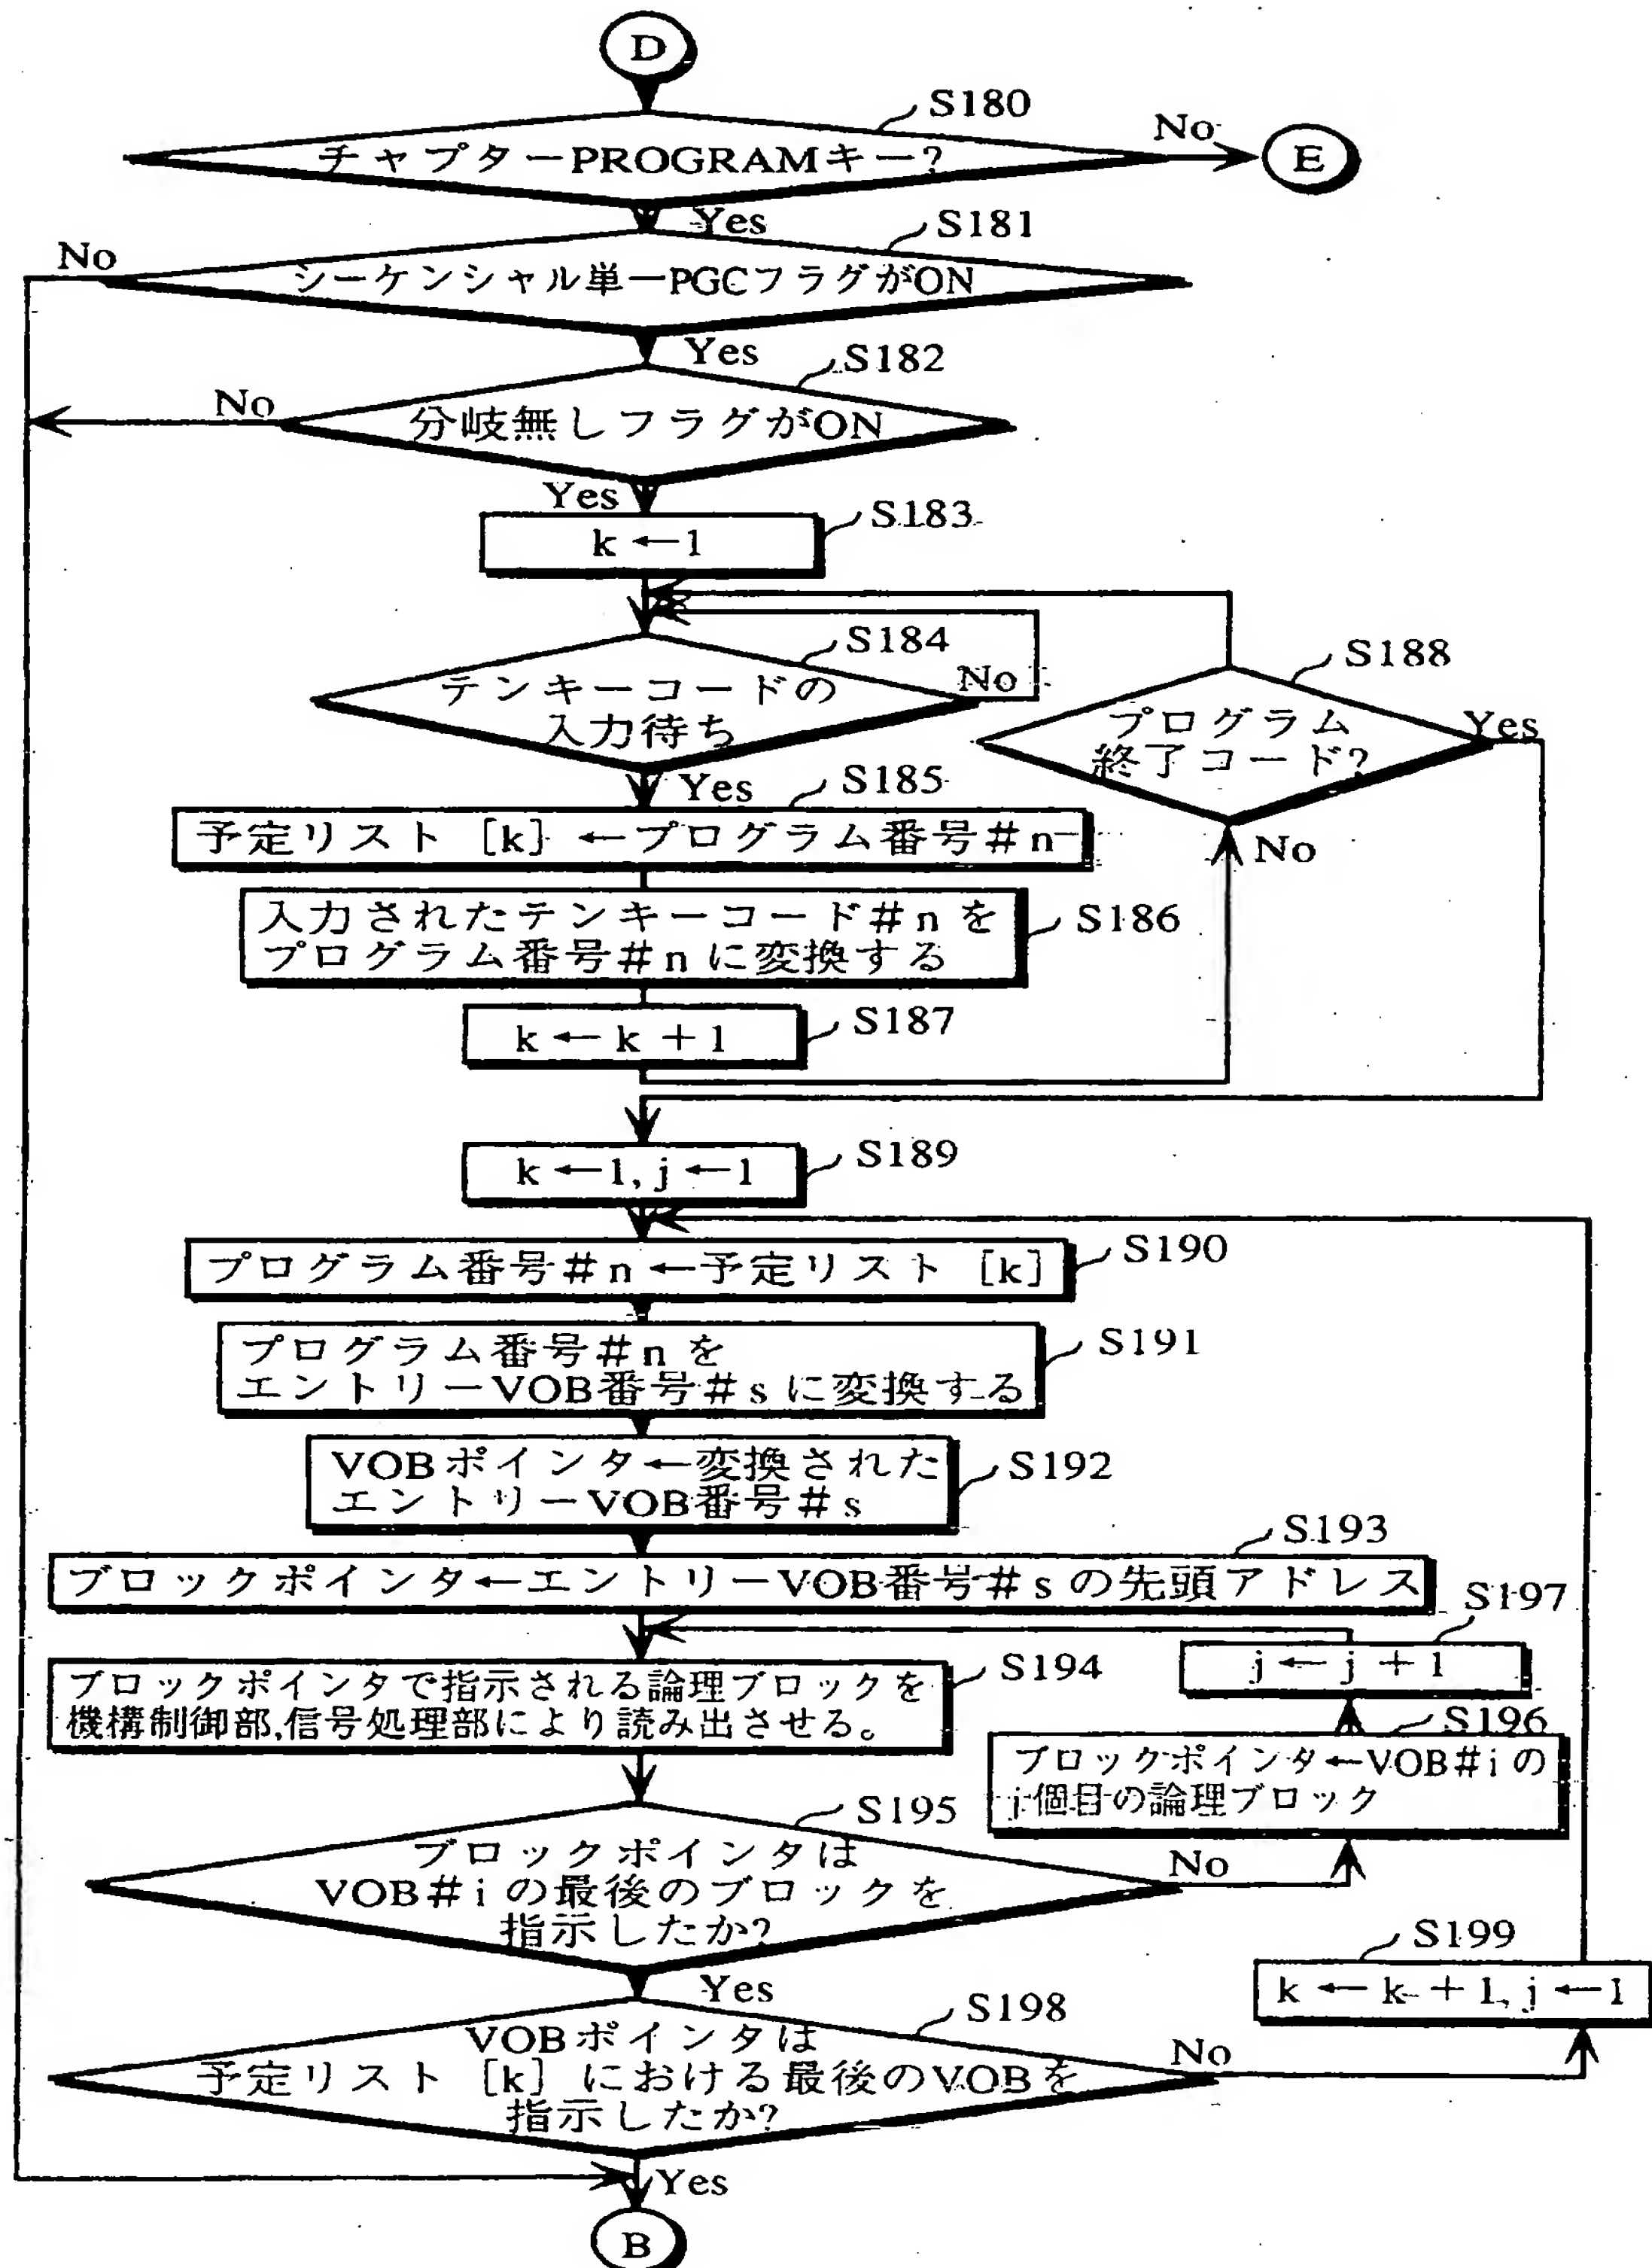 D
S180
チャプターPROGRAMキー?
No
E
Yes
S181
No
シーケンシャル単一PGCフラグがON
Yes
S182
No
分岐無しフラグがON
Yes
S183
k←1
S184
テンキーコードの
入力待ち
No
S188
プログラム
終了コード?
Yes
No
Yes
S185
予定リスト [k] ←プログラム番号#n
入力されたテンキーコード#nを
プログラム番号#nに変換する
S186
k←k+1
S187
k←1, j←1
S189
プログラム番号#n←予定リスト [k]
S190
プログラム番号#nを
エントリーVOB番号#sに変換する
S191
VOBポインタ←変換された
エントリーVOB番号#s
S192
S193
ブロックポインタ←エントリーVOB番号#sの先頭アドレス
S197
j←j+1
ブロックポインタで指示される論理ブロックを
機構制御部,信号処理部により読み出させる。
S194
S196
ブロックポインタ←VOB#iの
j個目の論理ブロック
S195
ブロックポインタは
VOB#iの最後のブロックを
指示したか?
No
Yes
S199
k←k+1, j←1
S198
VOBポインタは
予定リスト [k] における最後のVOBを
指示したか?
No
Yes
B